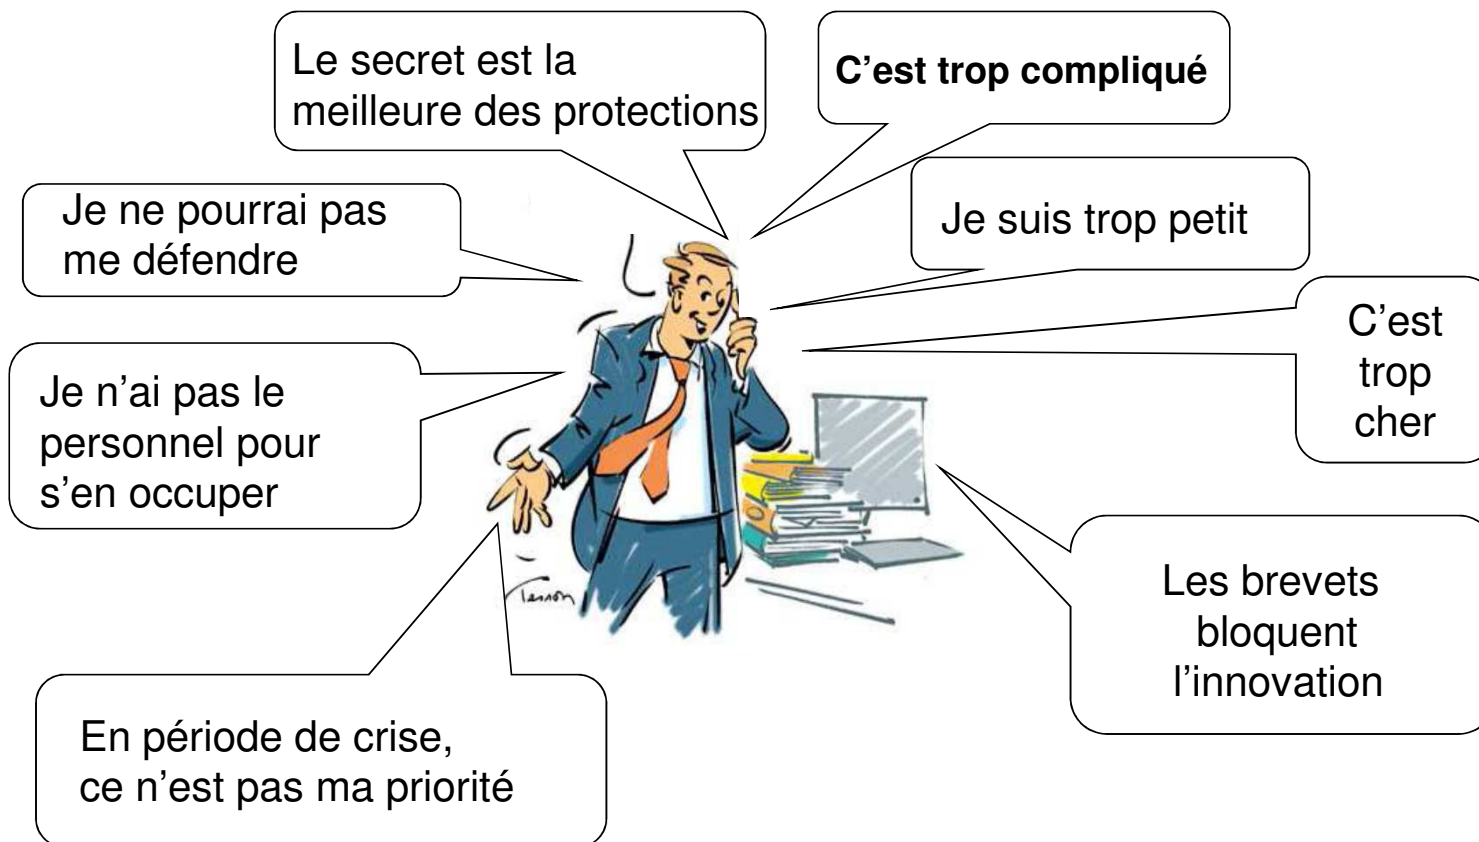 Le secret est la
meilleure des protections
C’est trop compliqué
Je ne pourrai pas
me défendre
Je suis trop petit
C’est
trop
cher
Je n’ai pas le
personnel pour
s’en occuper
Les brevets
bloquent
l’innovation
En période de crise,
ce n’est pas ma priorité